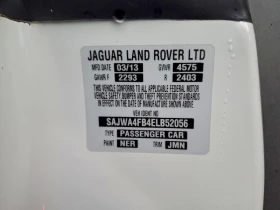 JAGUAR LAND ROVER LTD
MFD DATE 03/13 GVWR 4575
GAWR F 2293 R 2403
THIS VEHICLE CONFORMS TO ALL APPLICABLE FEDERAL MOTOR
VEHICLE SAFETY BUMPER AND THEFT PREVENTION STANDARDS IN
EFFECT ON THE DATE OF MANUFACTURE SHOWN ABOVE
VEH IDENT NO
SAJWA4FB4ELB52056
TYPE PASSENGER CAR
PAINT NER TRIM JMN